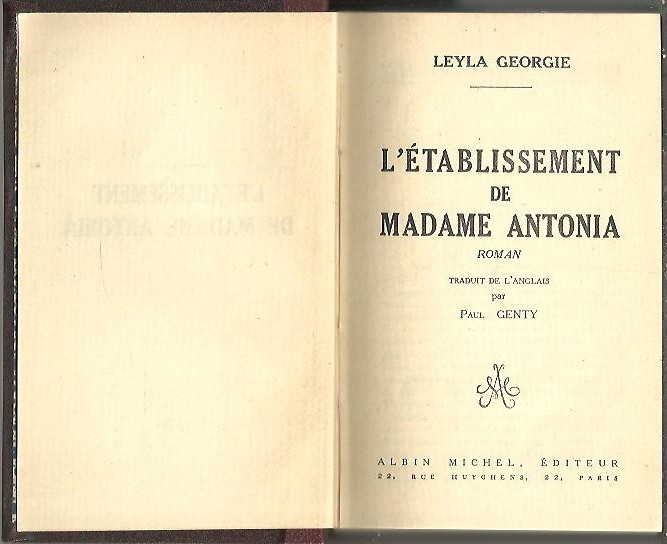 LEYLA GEORGIE
L'ÉTABLISSEMENT
DE
MADAME ANTONIA
ROMAN
TRADUIT DE L'ANGLAIS
par
PAUL GENTY
AM
ALBIN MICHEL, ÉDITEUR
22, RUE HUYGHENS, 22, PARIS